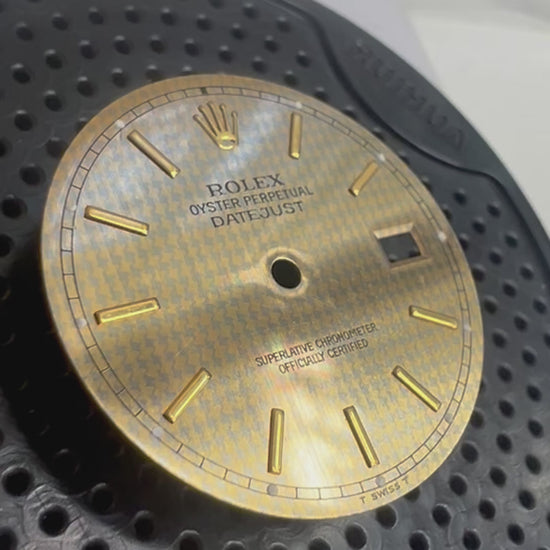 ROLEX
OYSTER PERPETUAL
DATEJUST
SUPERLATIVE CHRONOMETER
OFFICIALLY CERTIFIED
T SWISS T